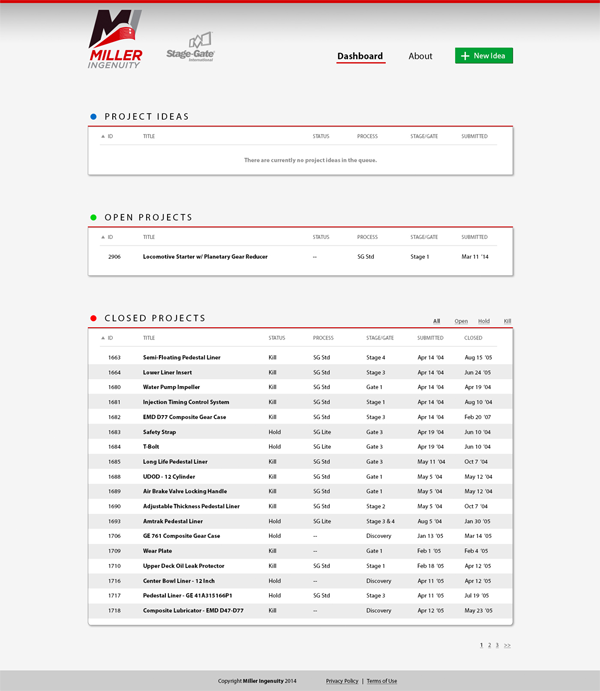 MILLER
INGENUITY
Stage-Gate
International
Dashboard About + New Idea
PROJECT IDEAS
ID TITLE STATUS PROCESS STAGE/GATE SUBMITTED
There are currently no project ideas in the queue.
OPEN PROJECTS
ID TITLE STATUS PROCESS STAGE/GATE SUBMITTED
2906 Locomotive Starter w/ Planetary Gear Reducer -- SG Std Stage 1 Mar 11 '14
CLOSED PROJECTS All Open Hold Kill
ID TITLE STATUS PROCESS STAGE/GATE SUBMITTED CLOSED
1663 Semi-Floating Pedestal Liner Kill SG Std Stage 4 Apr 14 '04 Aug 15 '05
1664 Lower Liner Insert Kill SG Std Stage 3 Apr 14 '04 Jun 24 '05
1680 Water Pump Impeller Kill SG Std Gate 1 Apr 14 '04 Apr 19 '04
1681 Injection Timing Control System Kill SG Std Stage 1 Apr 14 '04 Aug 10 '04
1682 EMD D77 Composite Gear Case Kill SG Std Stage 3 Apr 14 '04 Feb 20 '07
1683 Safety Strap Hold SG Lite Gate 3 Apr 19 '04 Jun 10 '04
1684 T-Bolt Hold SG Lite Gate 3 Apr 19 '04 Jun 10 '04
1685 Long Life Pedestal Liner Kill SG Std Gate 3 May 11 '04 Oct 7 '04
1688 UDOD - 12 Cylinder Kill SG Std Gate 1 May 5 '04 May 12 '04
1689 Air Brake Valve Locking Handle Kill SG Std Gate 1 May 5 '04 May 12 '04
1690 Adjustable Thickness Pedestal Liner Kill SG Std Stage 2 May 5 '04 Oct 7 '04
1693 Amtrak Pedestal Liner Hold SG Lite Stage 3 & 4 Aug 5 '04 Jan 30 '05
1706 GE 761 Composite Gear Case Hold -- Discovery Jan 13 '05 Mar 14 '05
1709 Wear Plate Kill -- Gate 1 Feb 1 '05 Feb 4 '05
1710 Upper Deck Oil Leak Protector Kill SG Std Stage 1 Feb 18 '05 Apr 12 '05
1716 Center Bowl Liner - 12 Inch Hold -- Discovery Apr 11 '05 Apr 12 '05
1717 Pedestal Liner - GE 41A315166P1 Hold SG Std Stage 3 Apr 11 '05 Jul 19 '05
1718 Composite Lubricator - EMD D47-D77 Kill -- Discovery Apr 12 '05 May 23 '05
1 2 3 >>
Copyright Miller Ingenuity 2014 Privacy Policy | Terms of Use